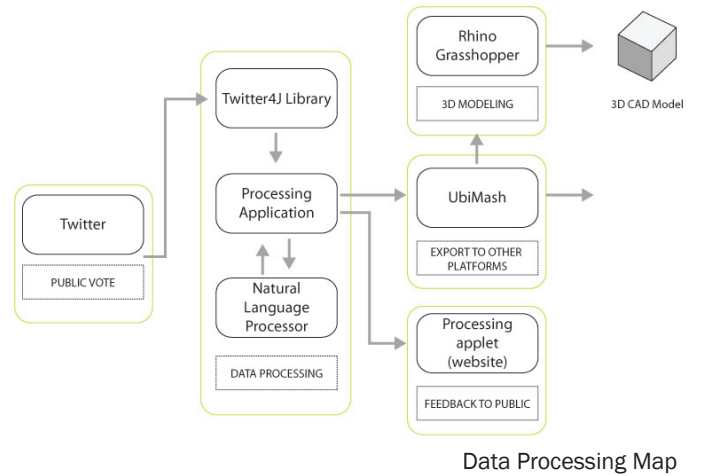 Twitter
PUBLIC VOTE
Twitter4J Library
Processing
Application
Natural
Language
Processor
DATA PROCESSING
Rhino
Grasshopper
3D MODELING
3D CAD Model
UbiMash
EXPORT TO OTHER
PLATFORMS
Processing
applet
(website)
FEEDBACK TO PUBLIC
Data Processing Map